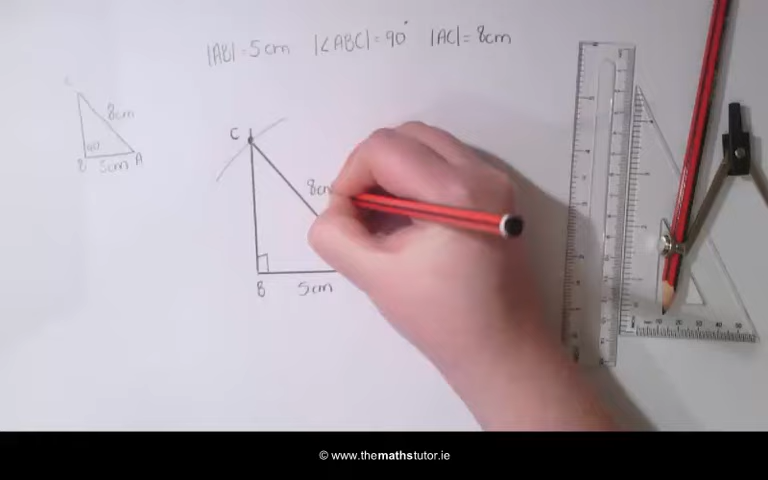 |AB| = 5cm |∠ABC| = 90° |AC| = 8cm
C
8cm
90
B 5cm A
C
8cm
B 5cm
© www.themathstutor.ie